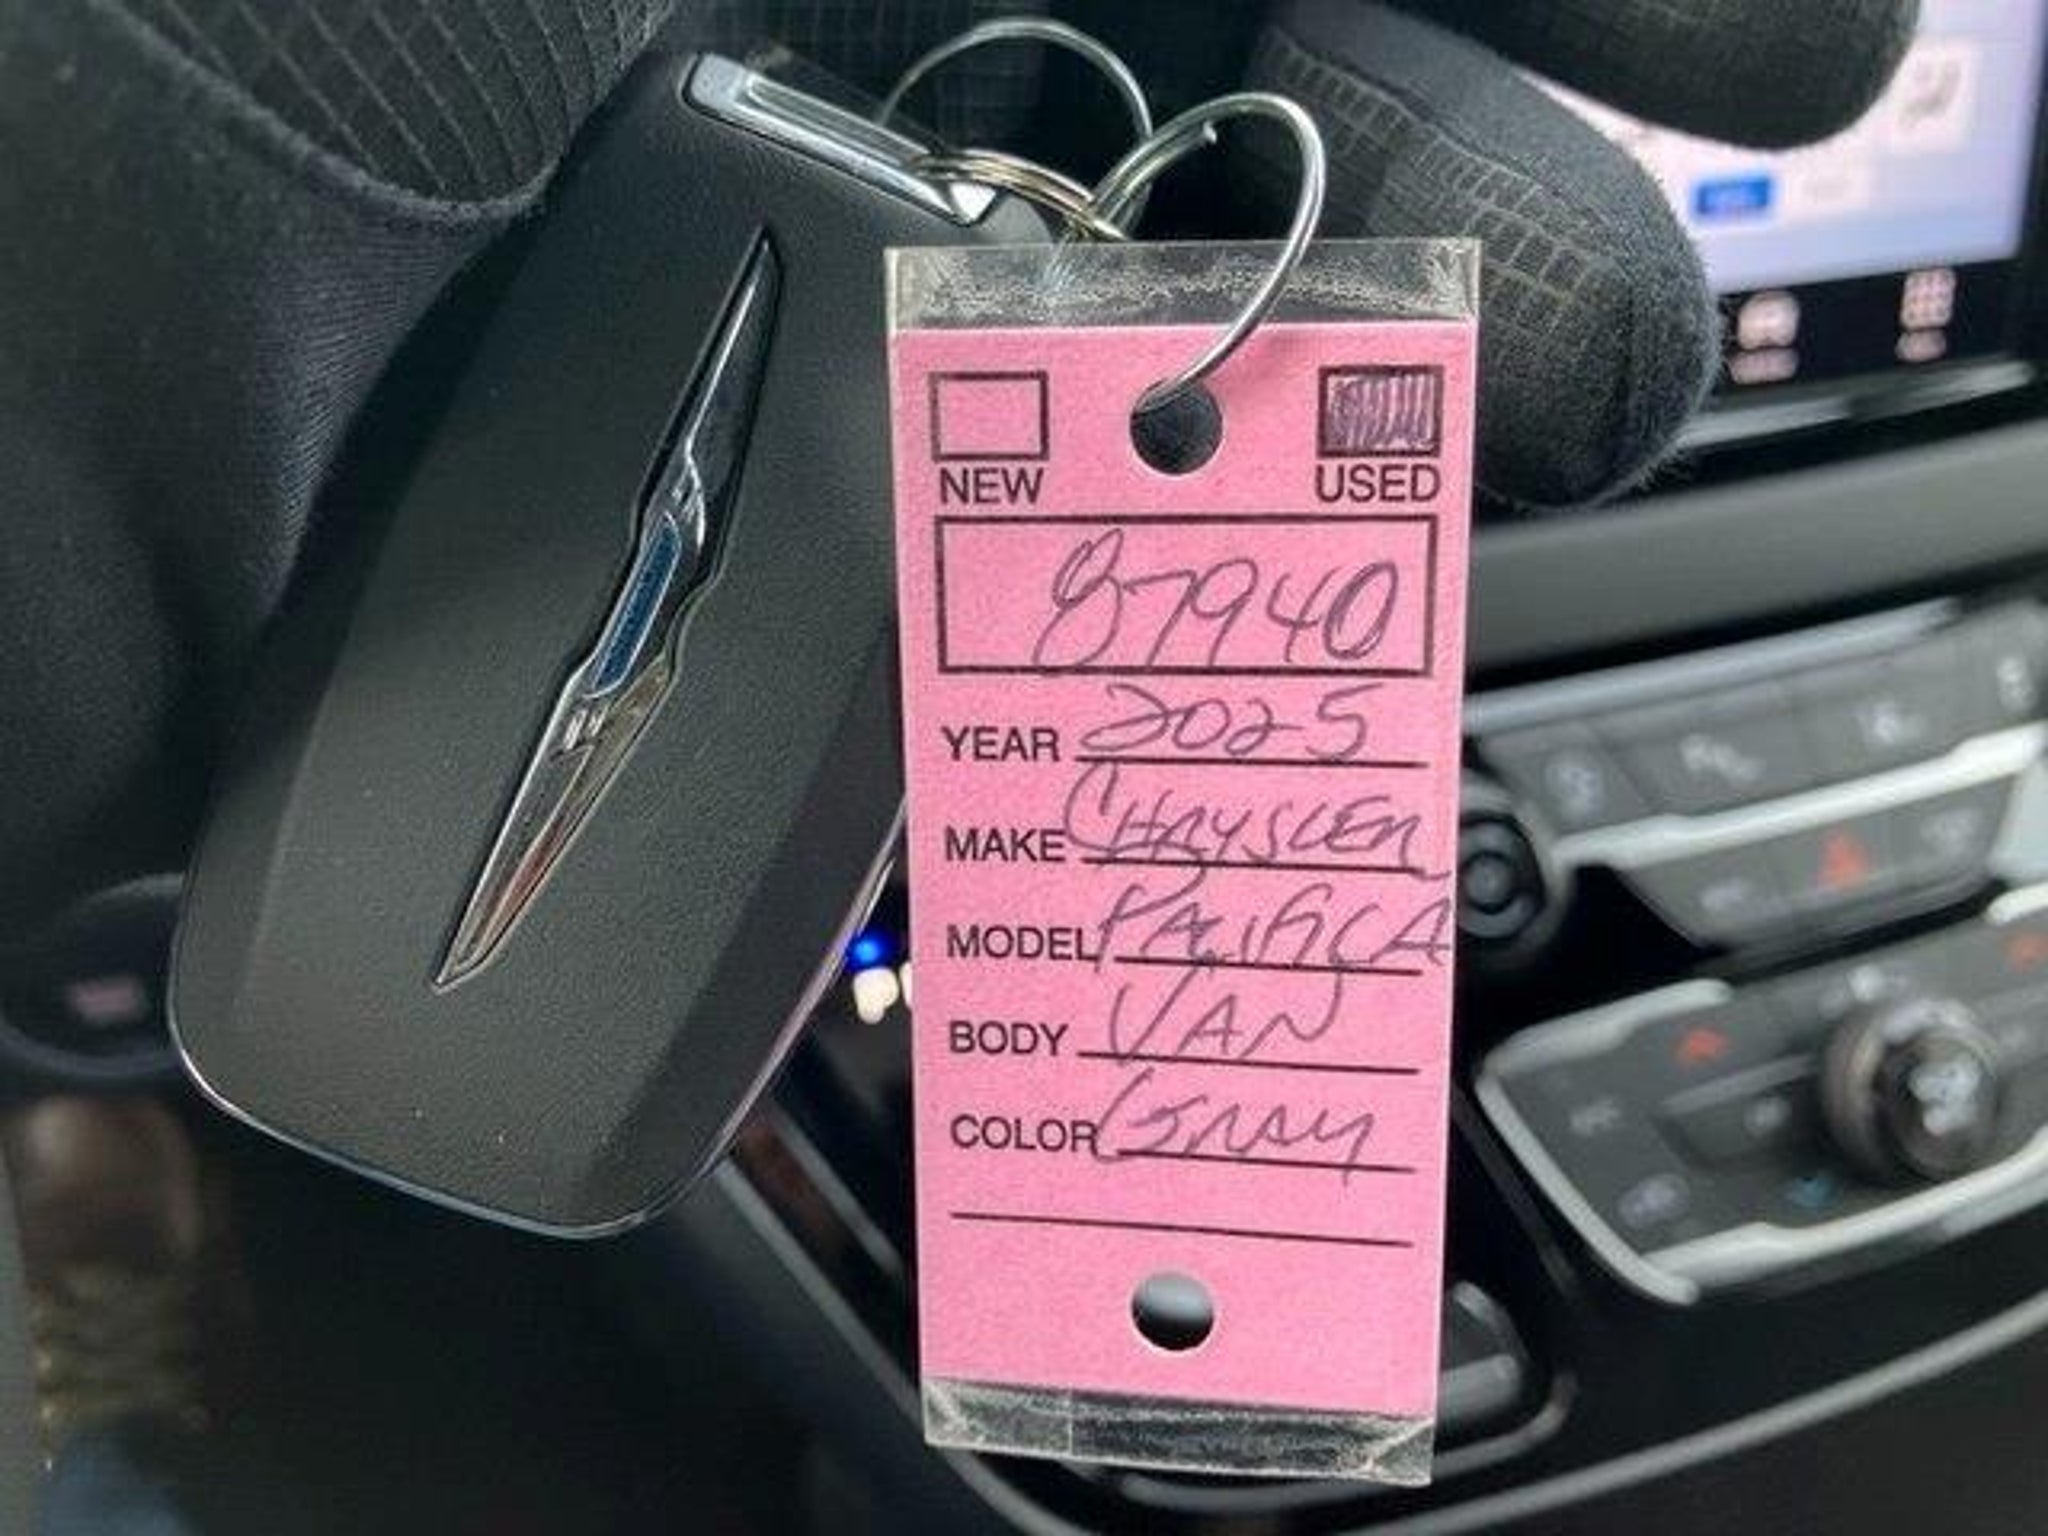 NEW USED
87940
YEAR 2025
MAKE CHRYSLER
MODEL PACIFICA
BODY VAN
COLOR GRAY